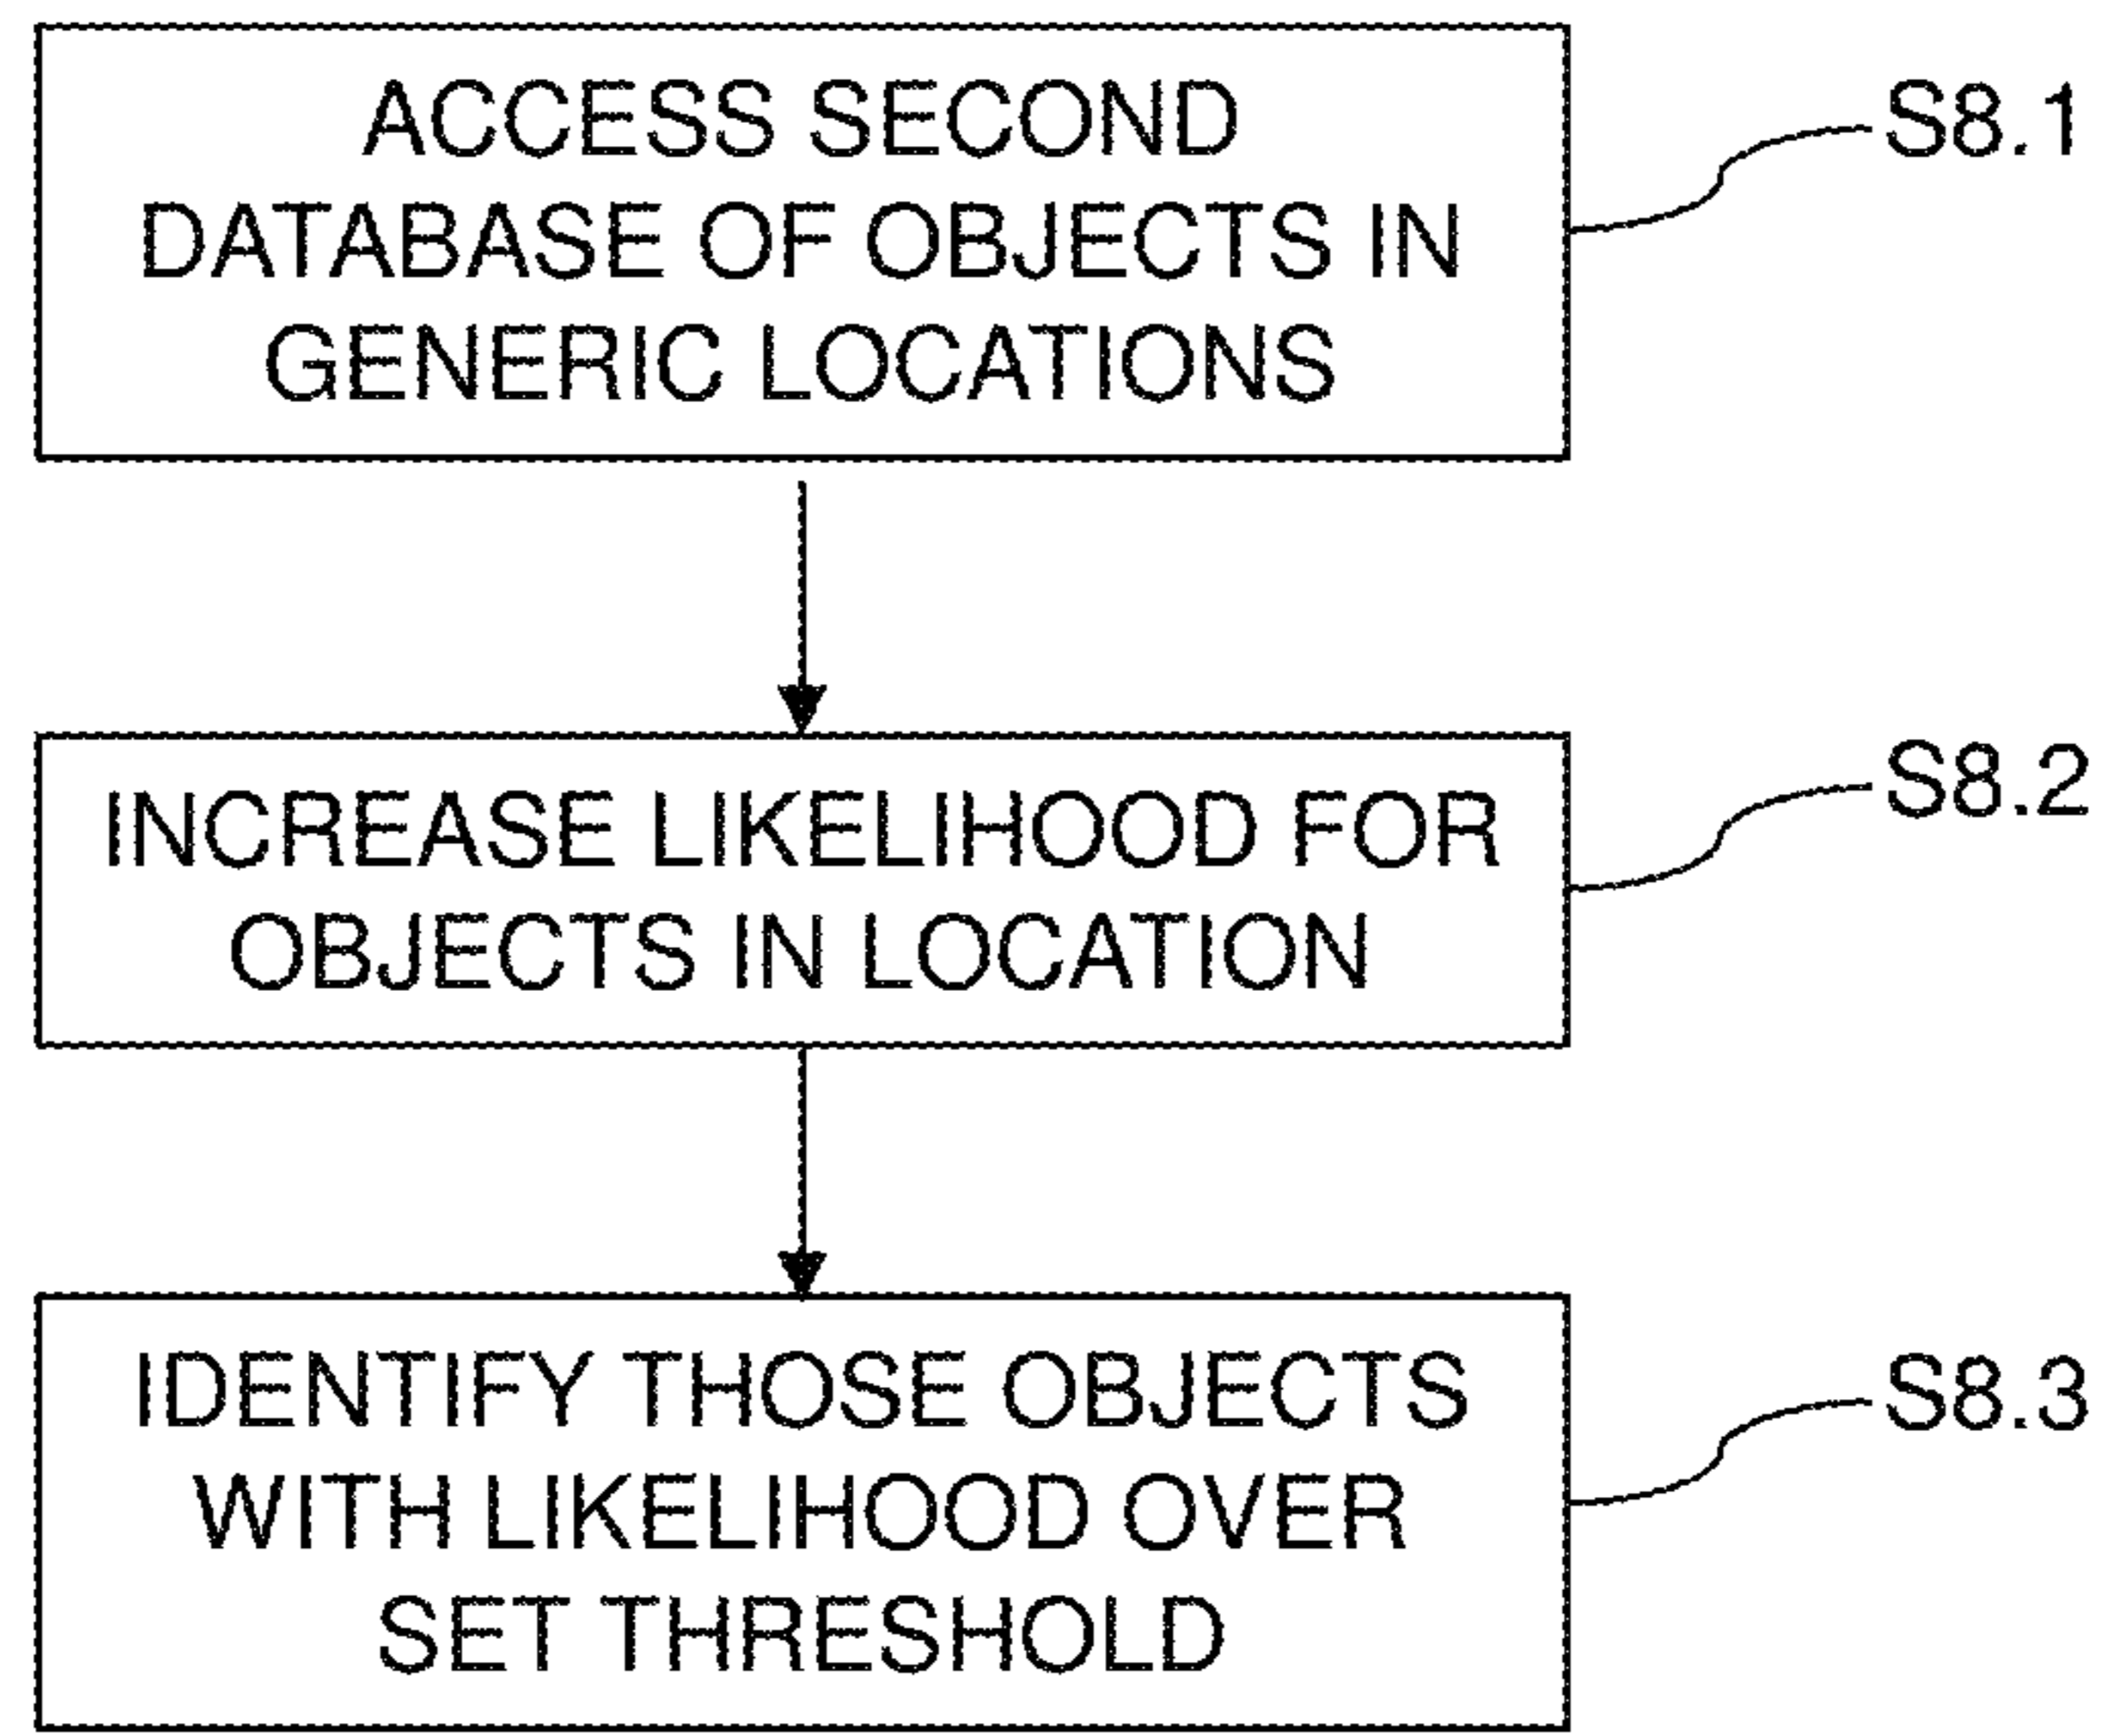 ACCESS SECOND
DATABASE OF OBJECTS IN
GENERIC LOCATIONS
S8.1
INCREASE LIKELIHOOD FOR
OBJECTS IN LOCATION
S8.2
IDENTIFY THOSE OBJECTS
WITH LIKELIHOOD OVER
SET THRESHOLD
S8.3